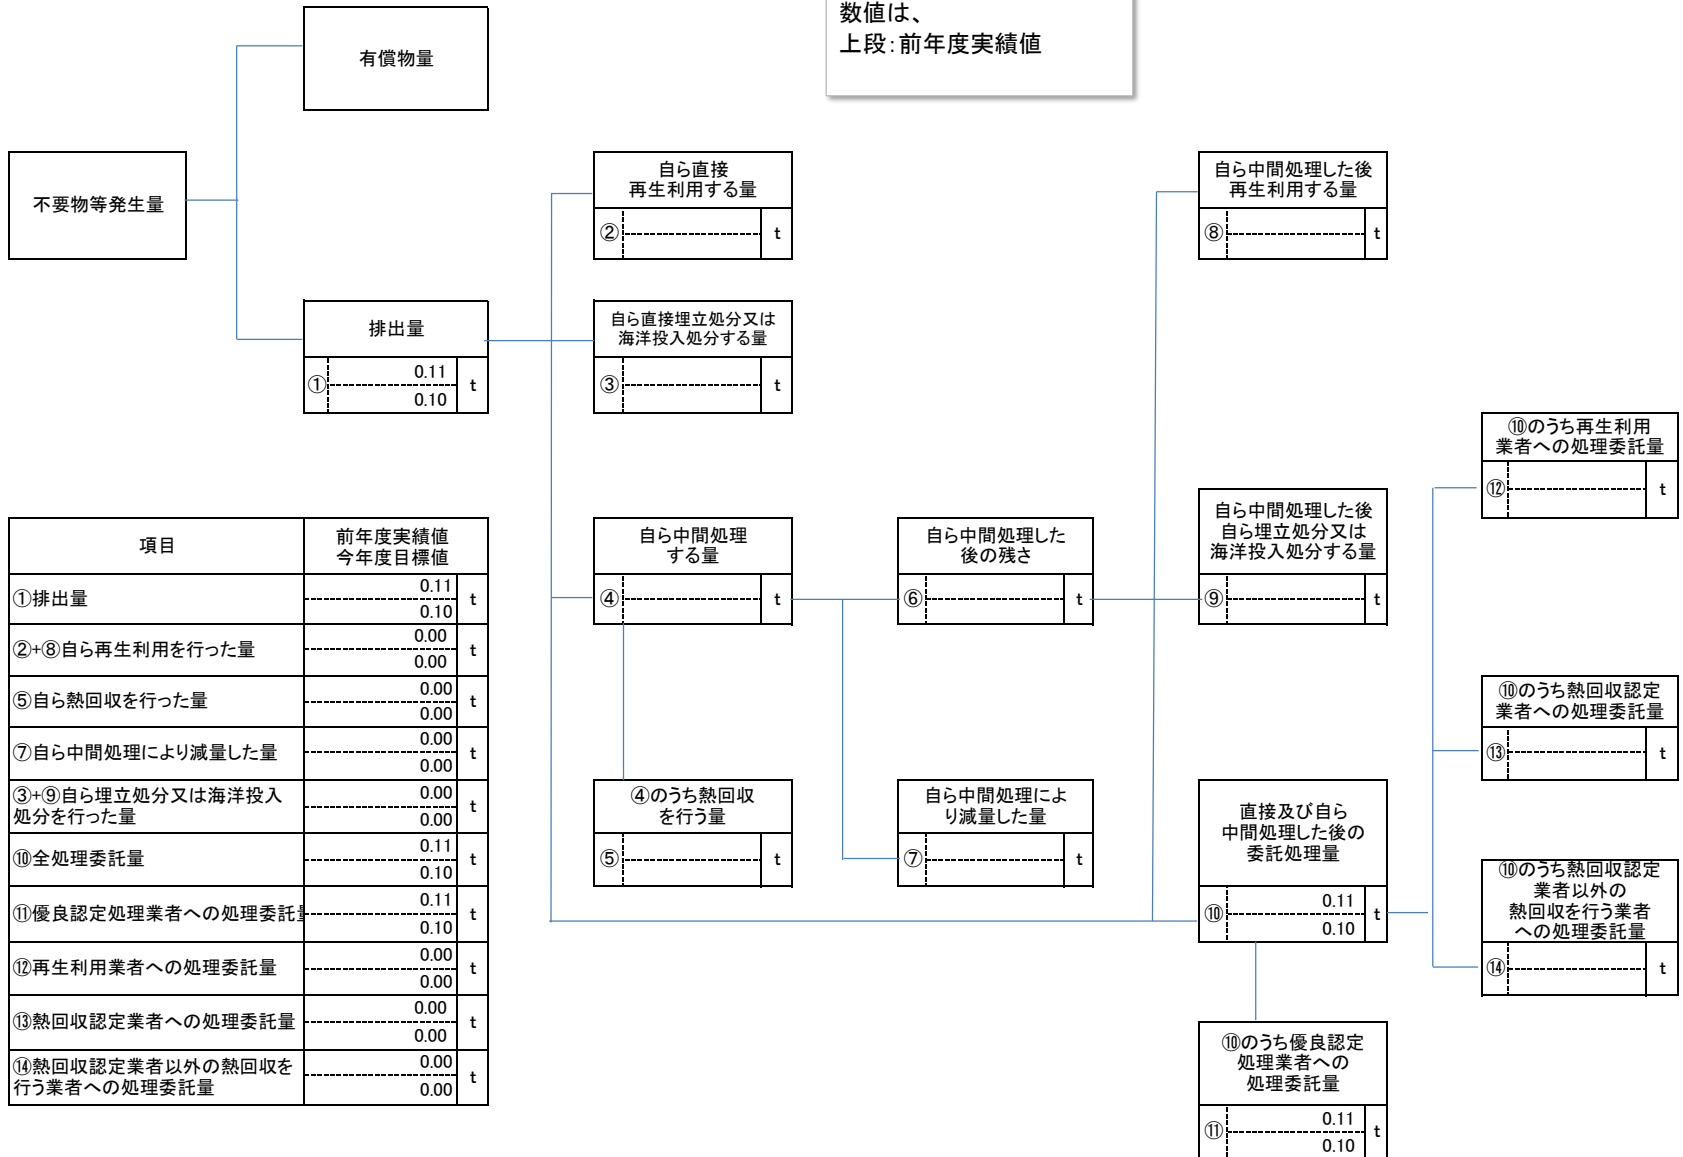 数値は、
上段：前年度実績値
有償物量
不要物等発生量
排出量
① 0.11 t
0.10
自ら直接
再生利用する量
② t
自ら直接埋立処分又は
海洋投入処分する量
③ t
自ら中間処理した後
再生利用する量
⑧ t
⑩のうち再生利用
業者への処理委託量
⑫ t
自ら中間処理
する量
④ t
自ら中間処理した
後の残さ
⑥ t
自ら中間処理した後
自ら埋立処分又は
海洋投入処分する量
⑨ t
⑩のうち熱回収認定
業者への処理委託量
⑬ t
④のうち熱回収
を行う量
⑤ t
自ら中間処理によ
り減量した量
⑦ t
直接及び自ら
中間処理した後の
委託処理量
⑩ 0.11 t
0.10
⑩のうち熱回収認定
業者以外の
熱回収を行う業者
への処理委託量
⑭ t
⑩のうち優良認定
処理業者への
処理委託量
⑪ 0.11 t
0.10
項目 前年度実績値
今年度目標値
①排出量 0.11 t
0.10
②+⑧自ら再生利用を行った量 0.00 t
0.00
⑤自ら熱回収を行った量 0.00 t
0.00
⑦自ら中間処理により減量した量 0.00 t
0.00
③+⑨自ら埋立処分又は海洋投入 0.00 t
処分を行った量 0.00
⑩全処理委託量 0.11 t
0.10
⑪優良認定処理業者への処理委託 0.11 t
0.10
⑫再生利用業者への処理委託量 0.00 t
0.00
⑬熱回収認定業者への処理委託量 0.00 t
0.00
⑭熱回収認定業者以外の熱回収を 0.00 t
行う業者への処理委託量 0.00